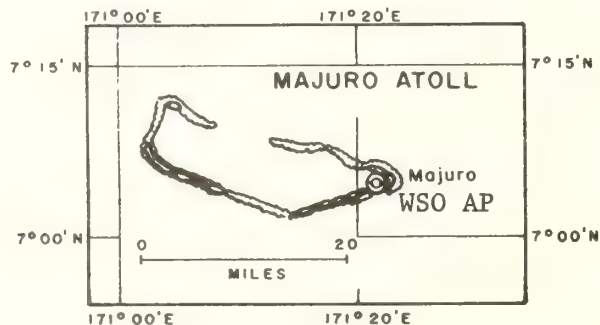 171° 00'E 171° 20'E
7° 15' N 7° 15' N
MAJURO ATOLL
Majuro
WSO AP
7° 00' N 7° 00' N
0 20
MILES
171° 00'E 171° 20'E